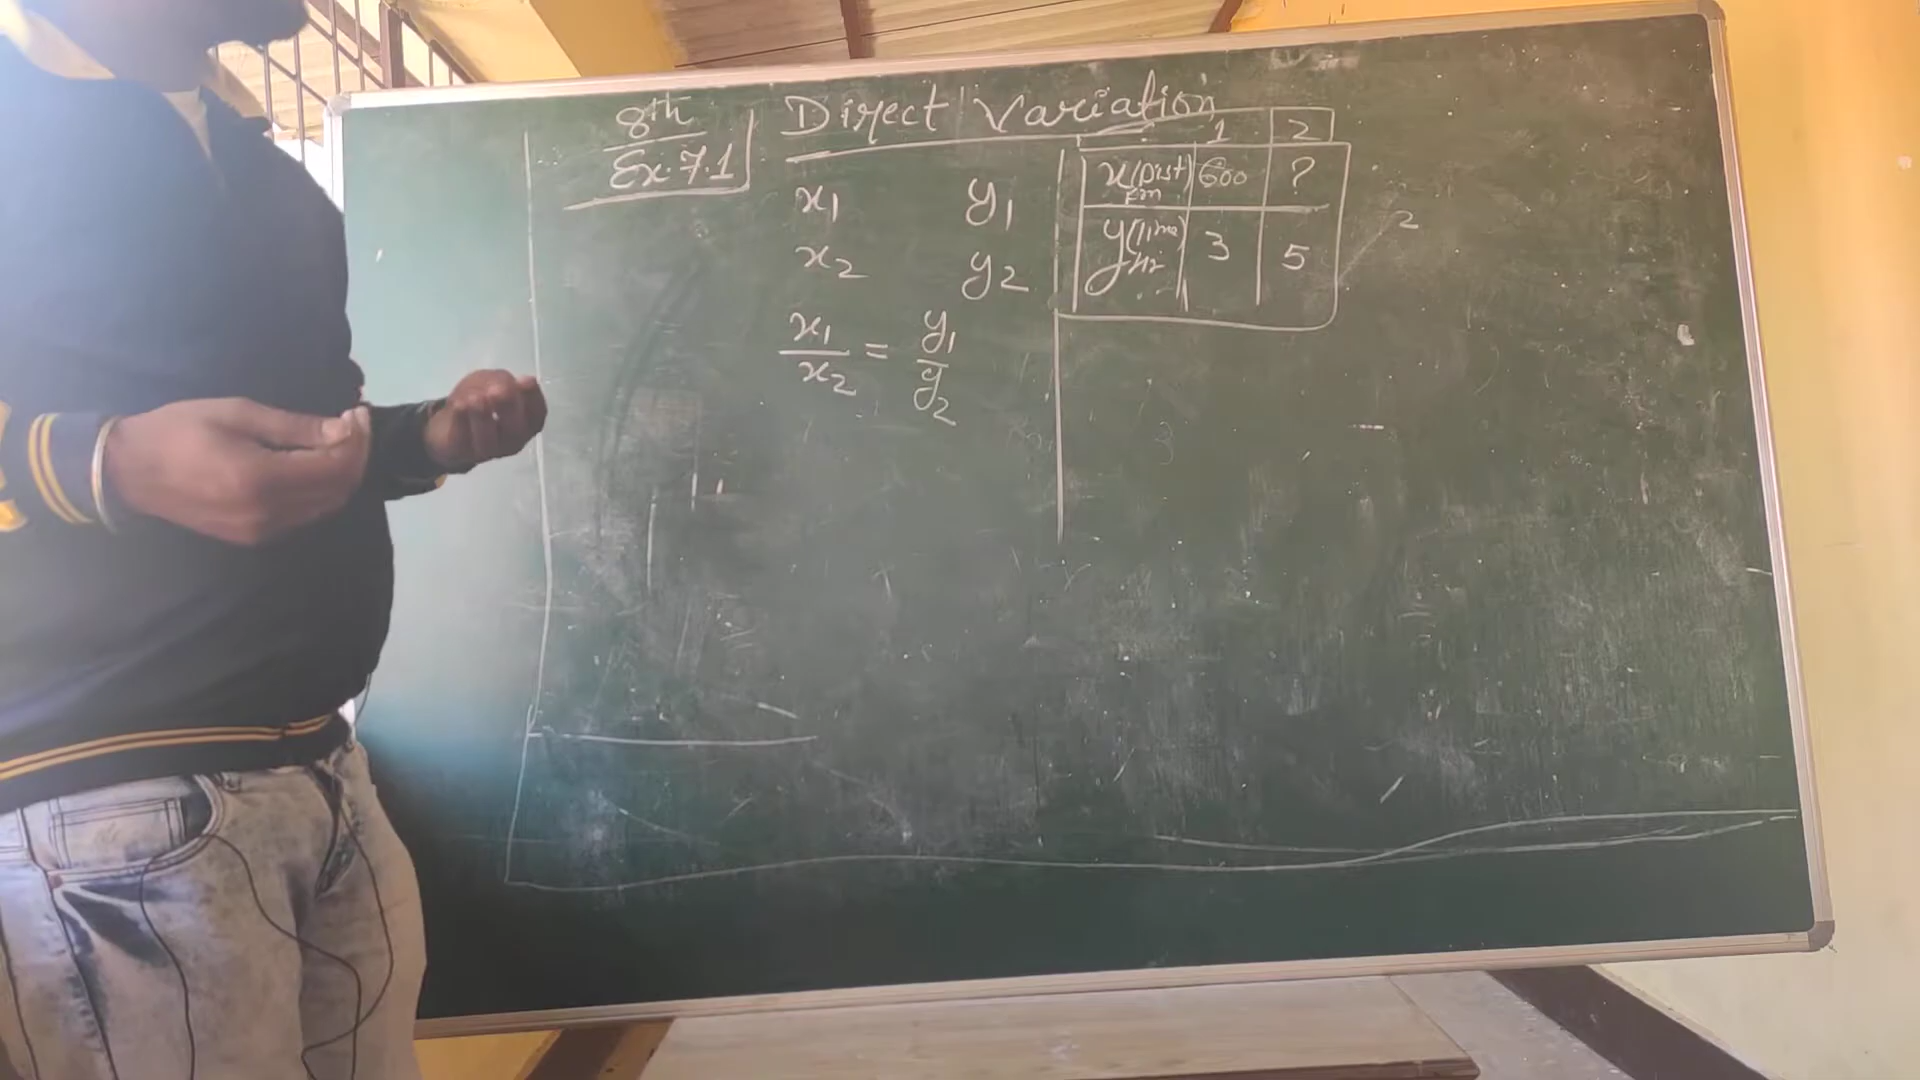 8th
Ex.7.1
Direct Variation
x1 y1
x2 y2
x1/x2 = y1/y2
1 2
x(Dist) Km 600 ?
y(time) Hr 3 5
2